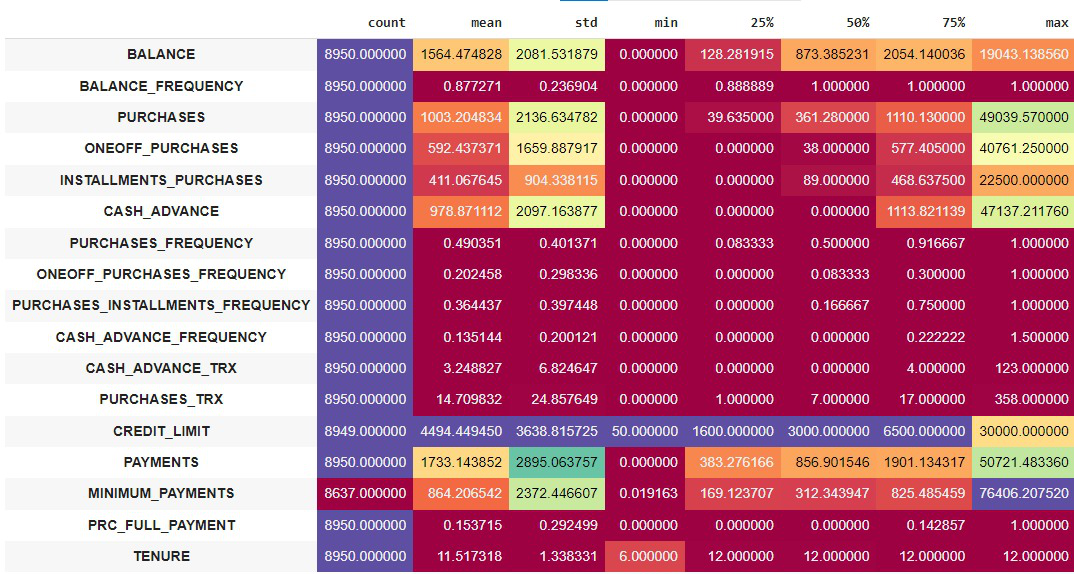 count mean std min 25% 50% 75% max
BALANCE 8950.000000 1564.474828 2081.531879 0.000000 128.281915 873.385231 2054.140036 19043.138560
BALANCE_FREQUENCY 8950.000000 0.877271 0.236904 0.000000 0.888889 1.000000 1.000000 1.000000
PURCHASES 8950.000000 1003.204834 2136.634782 0.000000 39.635000 361.280000 1110.130000 49039.570000
ONEOFF_PURCHASES 8950.000000 592.437371 1659.887917 0.000000 0.000000 38.000000 577.405000 40761.250000
INSTALLMENTS_PURCHASES 8950.000000 411.067645 904.338115 0.000000 0.000000 89.000000 468.637500 22500.000000
CASH_ADVANCE 8950.000000 978.871112 2097.163877 0.000000 0.000000 0.000000 1113.821139 47137.211760
PURCHASES_FREQUENCY 8950.000000 0.490351 0.401371 0.000000 0.083333 0.500000 0.916667 1.000000
ONEOFF_PURCHASES_FREQUENCY 8950.000000 0.202458 0.298336 0.000000 0.000000 0.083333 0.300000 1.000000
PURCHASES_INSTALLMENTS_FREQUENCY 8950.000000 0.364437 0.397448 0.000000 0.000000 0.166667 0.750000 1.000000
CASH_ADVANCE_FREQUENCY 8950.000000 0.135144 0.200121 0.000000 0.000000 0.000000 0.222222 1.500000
CASH_ADVANCE_TRX 8950.000000 3.248827 6.824647 0.000000 0.000000 0.000000 4.000000 123.000000
PURCHASES_TRX 8950.000000 14.709832 24.857649 0.000000 1.000000 7.000000 17.000000 358.000000
CREDIT_LIMIT 8949.000000 4494.449450 3638.815725 50.000000 1600.000000 3000.000000 6500.000000 30000.000000
PAYMENTS 8950.000000 1733.143852 2895.063757 0.000000 383.276166 856.901546 1901.134317 50721.483360
MINIMUM_PAYMENTS 8637.000000 864.206542 2372.446607 0.019163 169.123707 312.343947 825.485459 76406.207520
PRC_FULL_PAYMENT 8950.000000 0.153715 0.292499 0.000000 0.000000 0.000000 0.142857 1.000000
TENURE 8950.000000 11.517318 1.338331 6.000000 12.000000 12.000000 12.000000 12.000000